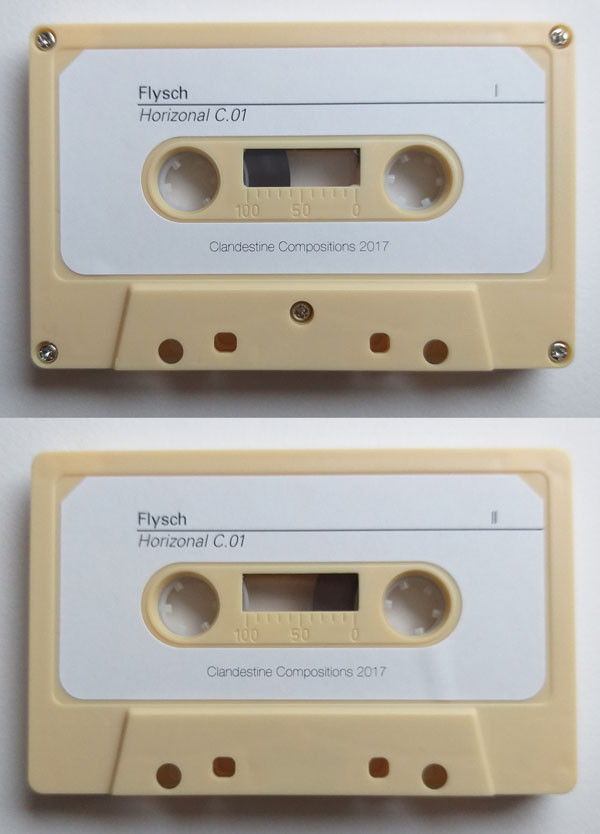 Flysch I
Horizonal C.01
100 50 0
Clandestine Compositions 2017
Flysch II
Horizonal C.01
100 50 0
Clandestine Compositions 2017